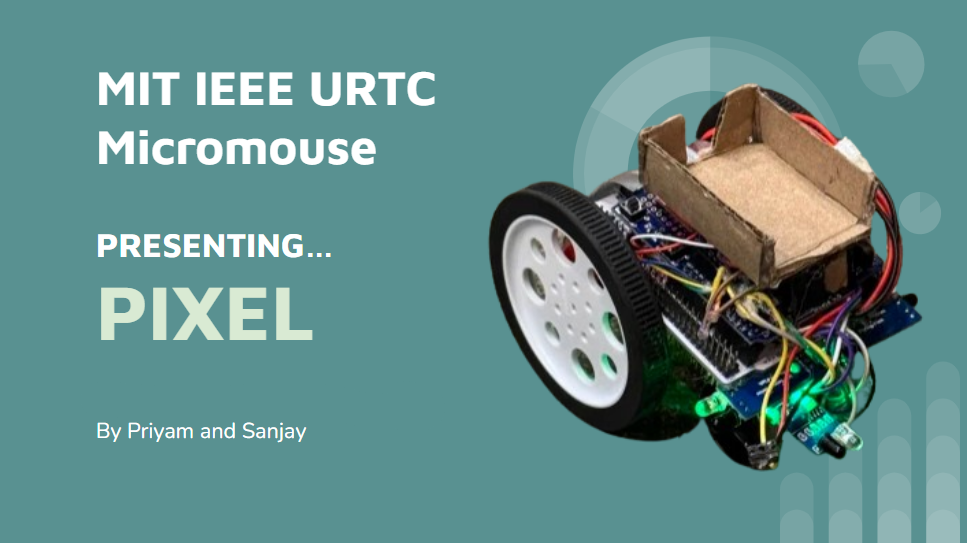 MIT IEEE URTC
Micromouse
PRESENTING...
PIXEL
By Priyam and Sanjay